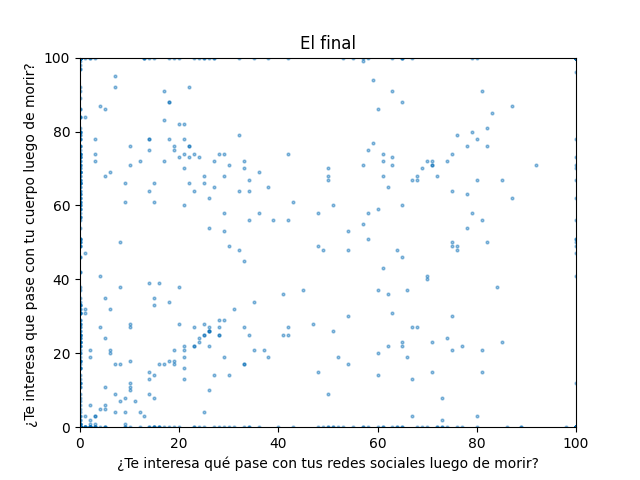 El final
100
80
60
40
20
0
¿Te interesa que pase con tu cuerpo luego de morir?
0 20 40 60 80 100
¿Te interesa qué pase con tus redes sociales luego de morir?